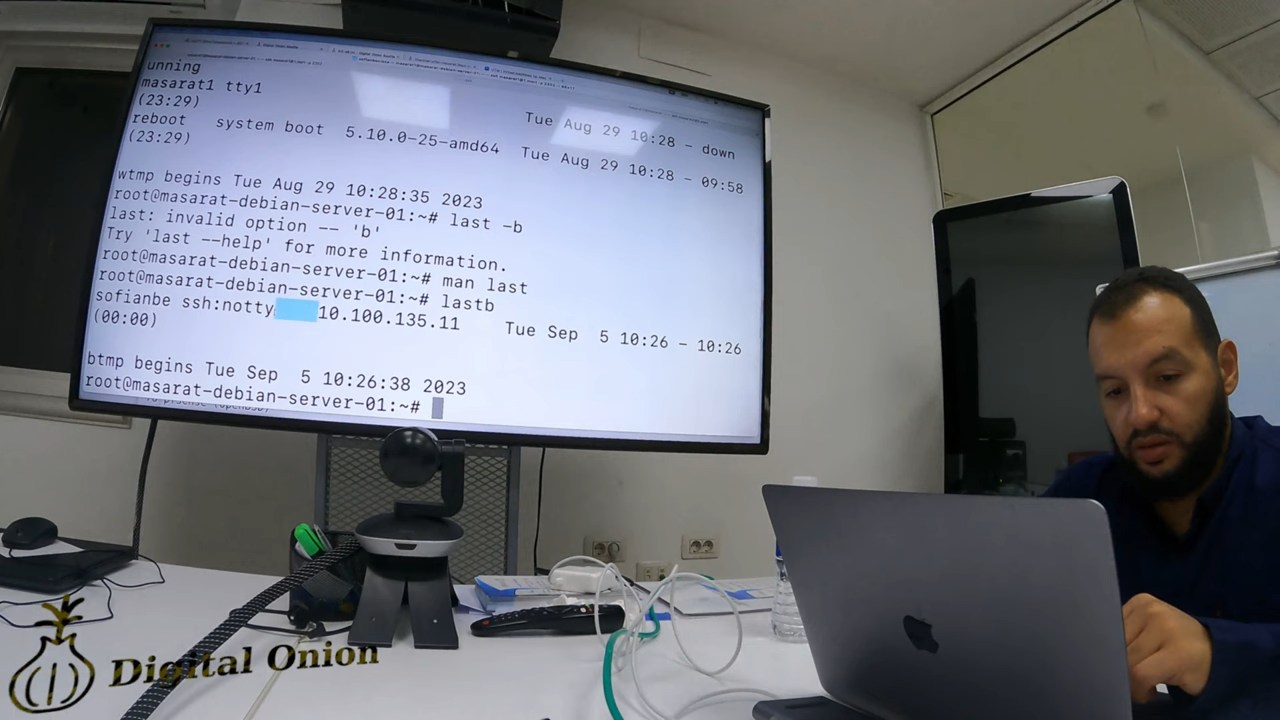 unning
masarat1 tty1 Tue Aug 29 10:28 - down
(23:29)
reboot system boot 5.10.0-25-amd64 Tue Aug 29 10:28 - 09:58
(23:29)
wtmp begins Tue Aug 29 10:28:35 2023
root@masarat-debian-server-01:~# last -b
last: invalid option -- 'b'
Try 'last --help' for more information.
root@masarat-debian-server-01:~# man last
root@masarat-debian-server-01:~# lastb
sofianbe ssh:notty 10.100.135.11 Tue Sep 5 10:26 - 10:26
(00:00)
btmp begins Tue Sep 5 10:26:38 2023
root@masarat-debian-server-01:~#
Digital Onion